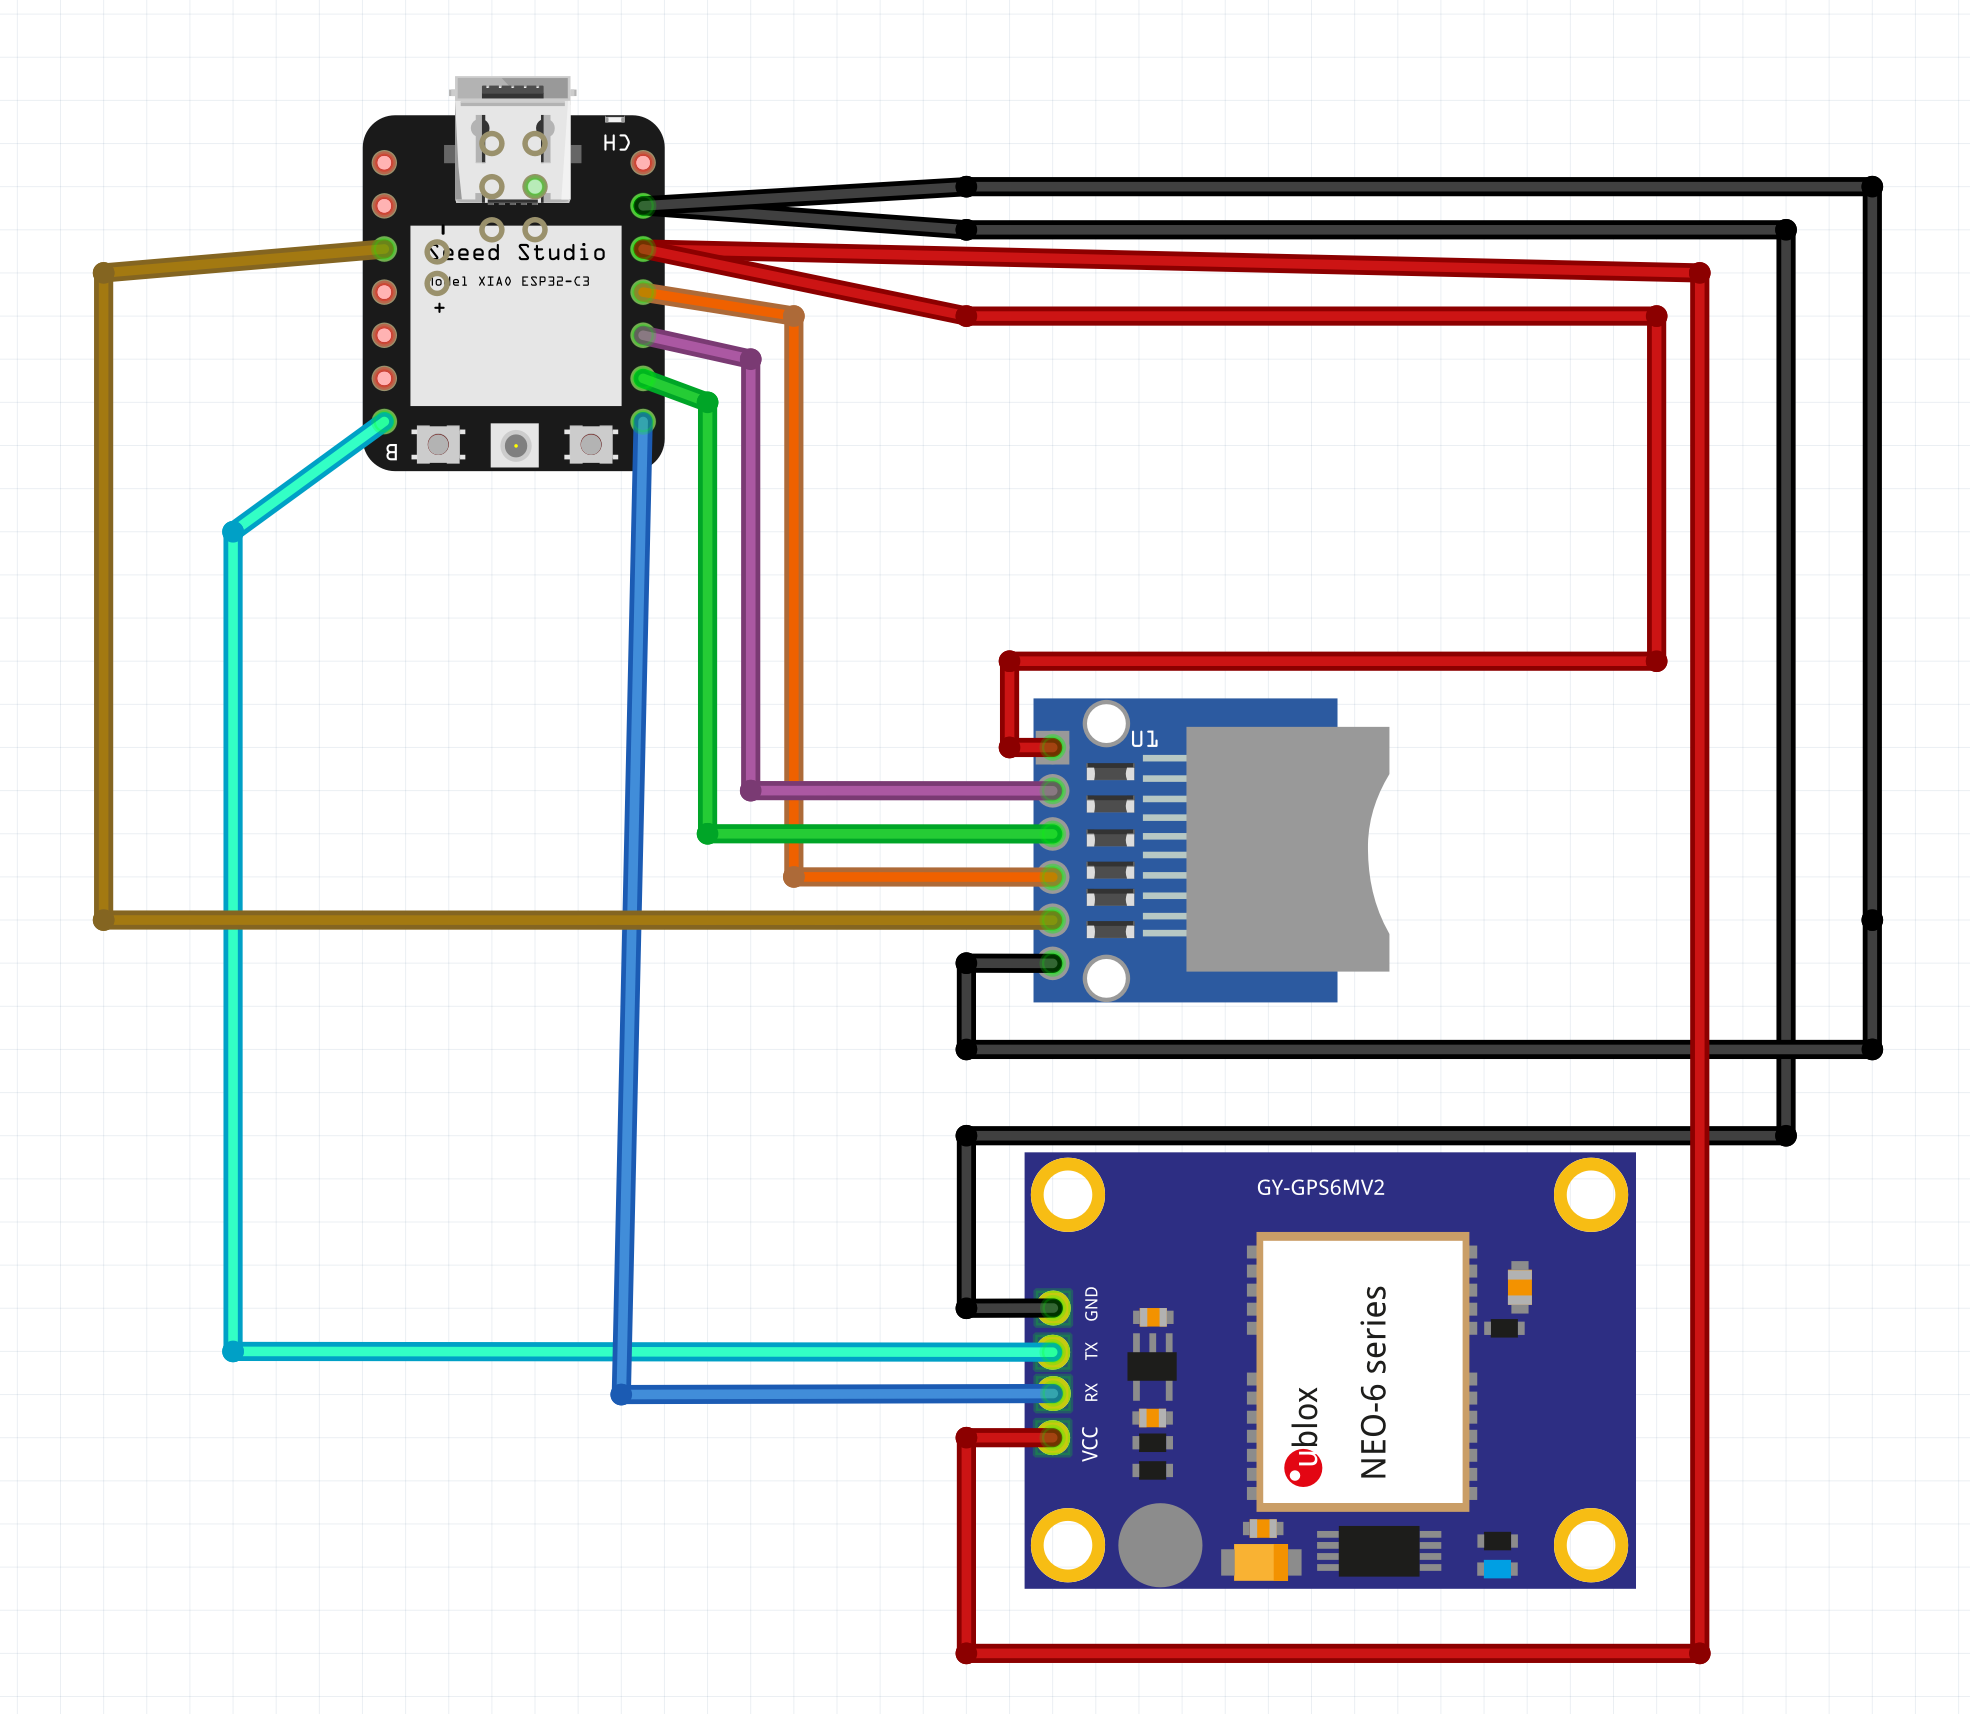 CH
Seeed Studio
Model XIAO ESP32-C3
+
B
U1
GY-GPS6MV2
GND
TX
RX
VCC
ublox
NEO-6 series